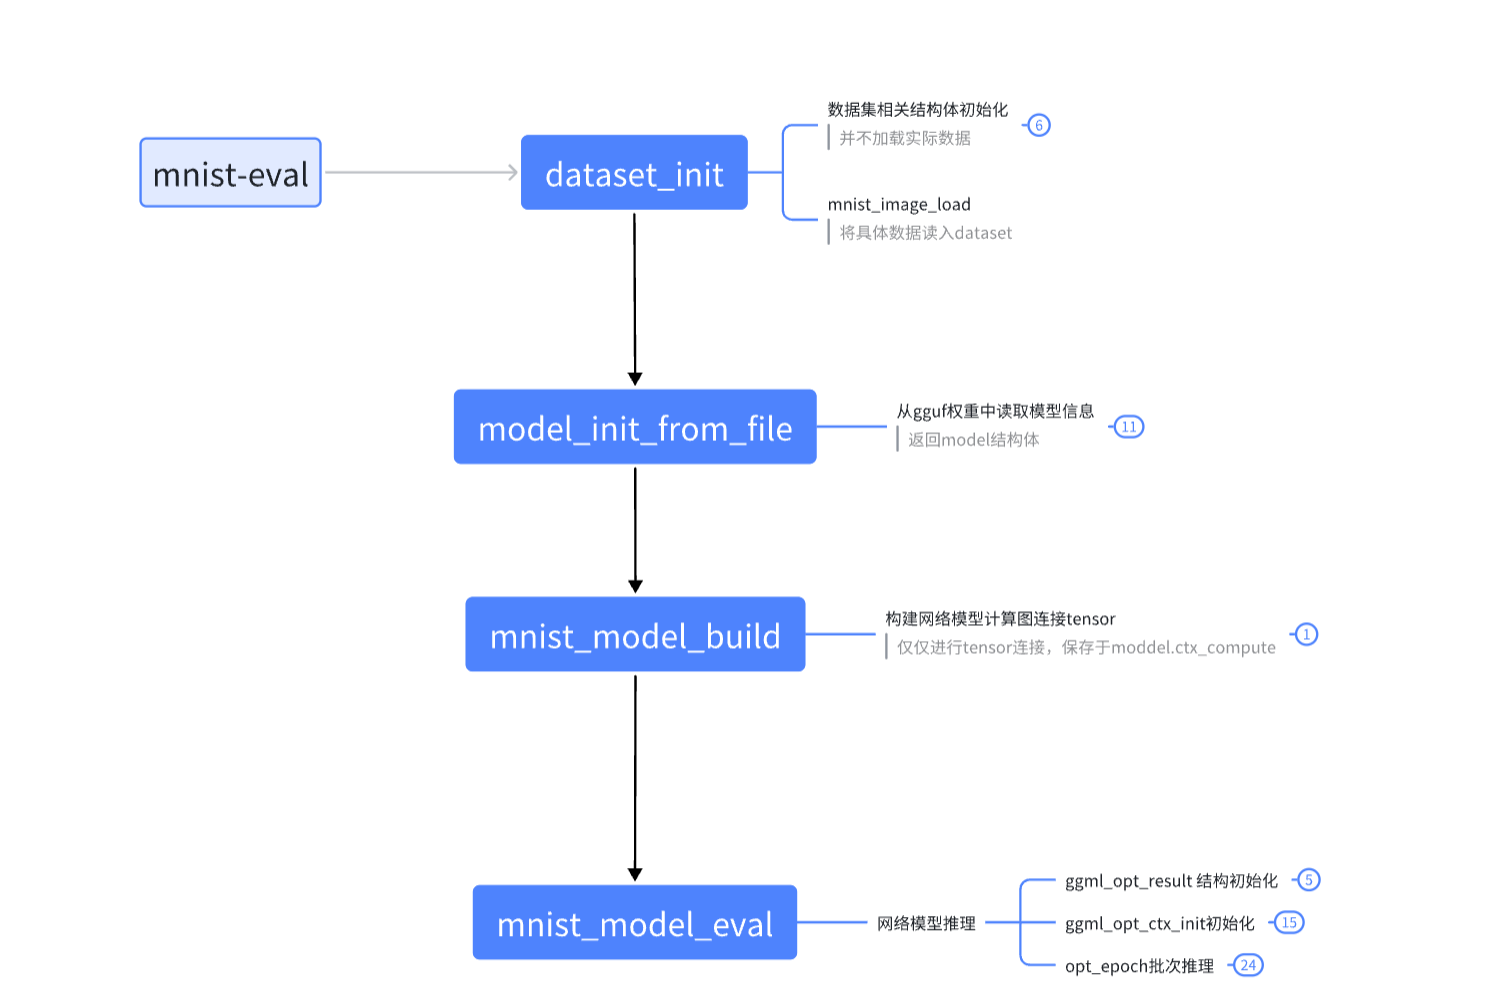 mnist-eval
dataset_init
数据集相关结构体初始化
并不加载实际数据
6
mnist_image_load
将具体数据读入dataset
model_init_from_file
从gguf权重中读取模型信息
返回model结构体
11
mnist_model_build
构建网络模型计算图连接tensor
仅仅进行tensor连接，保存于moddel.ctx_compute
1
mnist_model_eval
网络模型推理
ggml_opt_result 结构初始化
5
ggml_opt_ctx_init初始化
15
opt_epoch批次推理
24